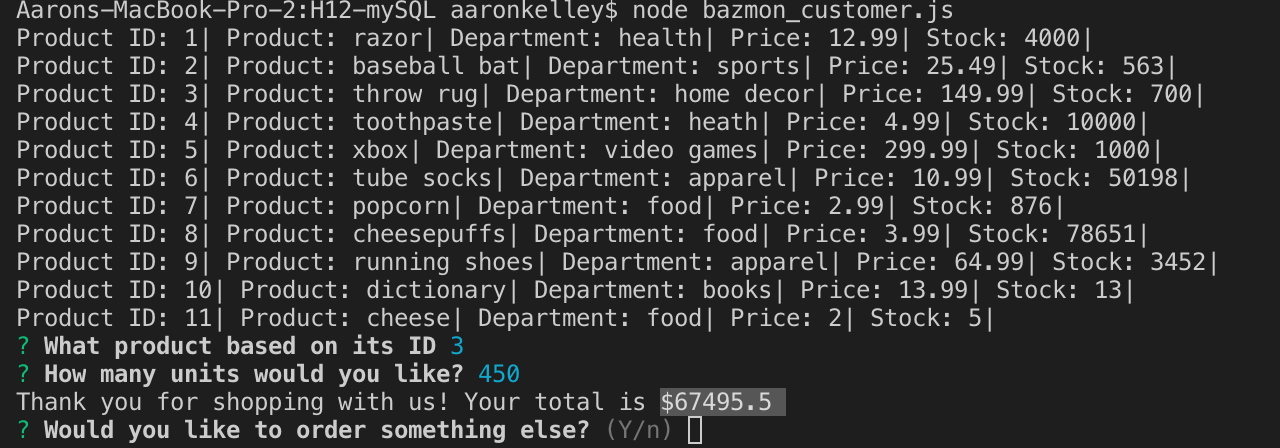 Aarons-MacBook-Pro-2:H12-mySQL aaronkelley$ node bazmon_customer.js
Product ID: 1| Product: razor| Department: health| Price: 12.99| Stock: 4000|
Product ID: 2| Product: baseball bat| Department: sports| Price: 25.49| Stock: 563|
Product ID: 3| Product: throw rug| Department: home decor| Price: 149.99| Stock: 700|
Product ID: 4| Product: toothpaste| Department: heath| Price: 4.99| Stock: 10000|
Product ID: 5| Product: xbox| Department: video games| Price: 299.99| Stock: 1000|
Product ID: 6| Product: tube socks| Department: apparel| Price: 10.99| Stock: 50198|
Product ID: 7| Product: popcorn| Department: food| Price: 2.99| Stock: 876|
Product ID: 8| Product: cheesepuffs| Department: food| Price: 3.99| Stock: 78651|
Product ID: 9| Product: running shoes| Department: apparel| Price: 64.99| Stock: 3452|
Product ID: 10| Product: dictionary| Department: books| Price: 13.99| Stock: 13|
Product ID: 11| Product: cheese| Department: food| Price: 2| Stock: 5|
? What product based on its ID 3
? How many units would you like? 450
Thank you for shopping with us! Your total is $67495.5
? Would you like to order something else? (Y/n)